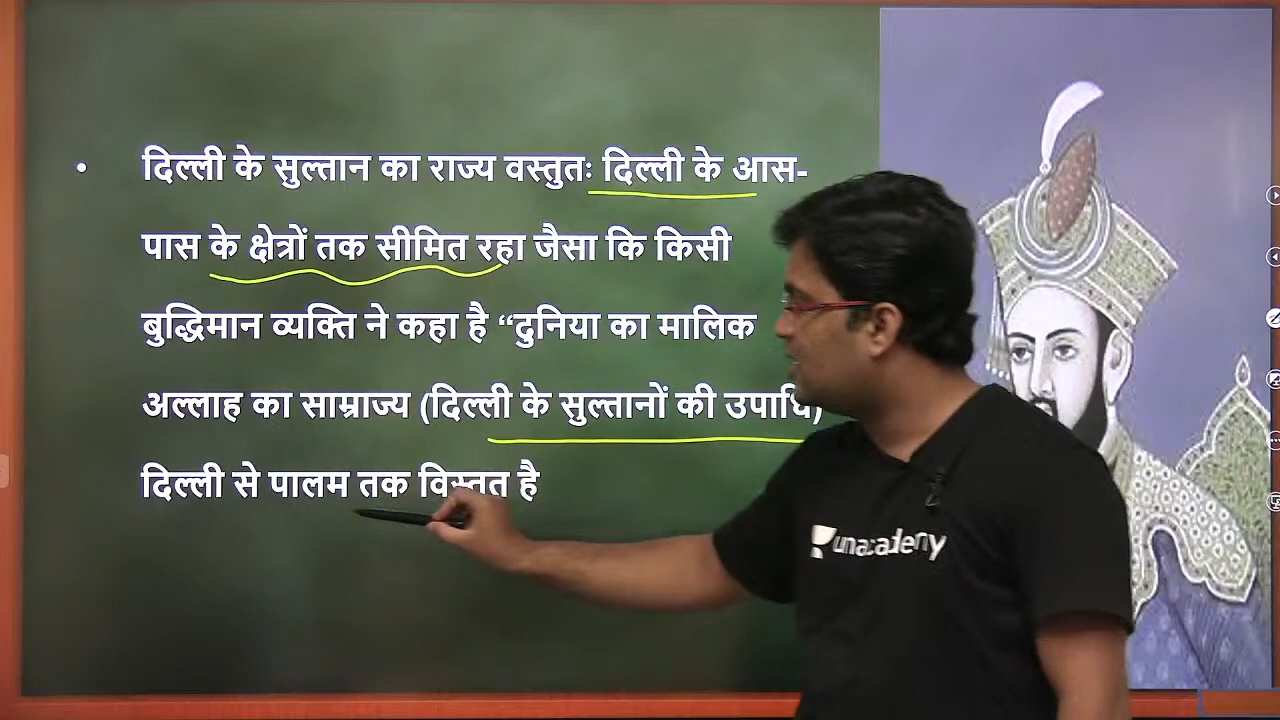 दिल्ली के सुल्तान का राज्य वस्तुतः दिल्ली के आस-
पास के क्षेत्रों तक सीमित रहा जैसा कि किसी
बुद्धिमान व्यक्ति ने कहा है “दुनिया का मालिक
अल्लाह का साम्राज्य (दिल्ली के सुल्तानों की उपाधि)
दिल्ली से पालम तक विस्तृत है
unacademy